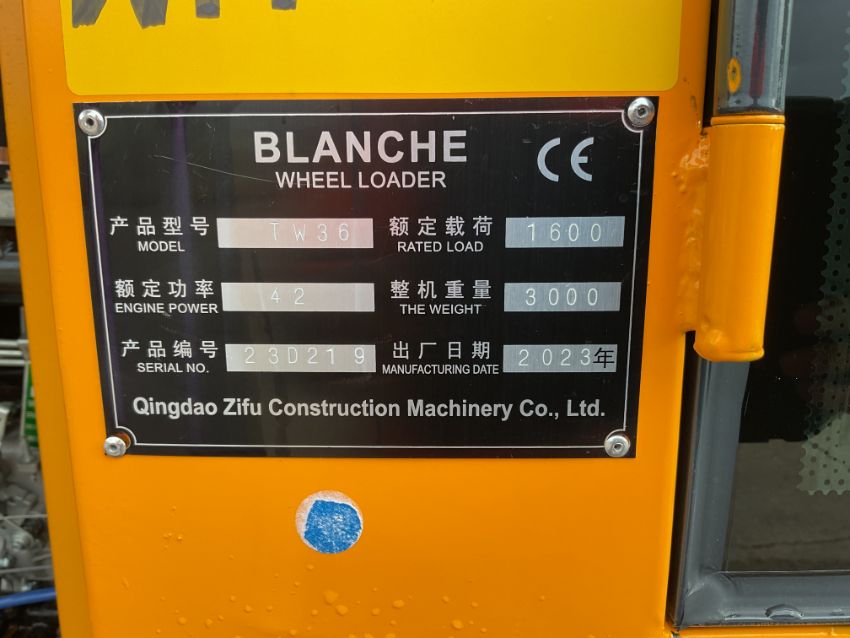 BLANCHE
CE
WHEEL LOADER
产品型号 TW36 额定载荷 1600
MODEL RATED LOAD
额定功率 42 整机重量 3000
ENGINE POWER THE WEIGHT
产品编号 23D219 出厂日期 2023年
SERIAL NO. MANUFACTURING DATE
Qingdao Zifu Construction Machinery Co., Ltd.